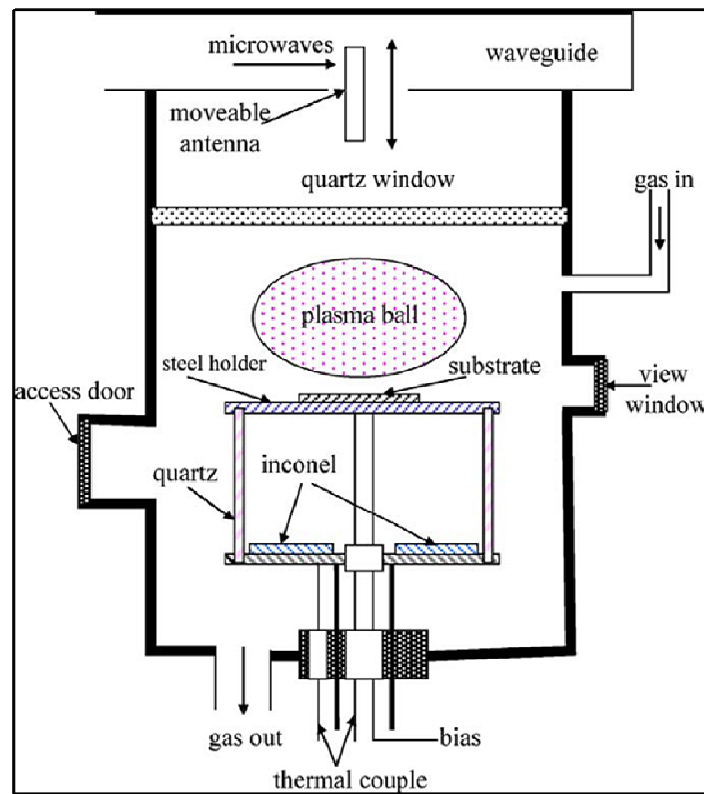 microwaves
waveguide
moveable
antenna
quartz window
gas in
plasma ball
steel holder
substrate
access door
view
window
quartz
inconel
gas out
bias
thermal couple